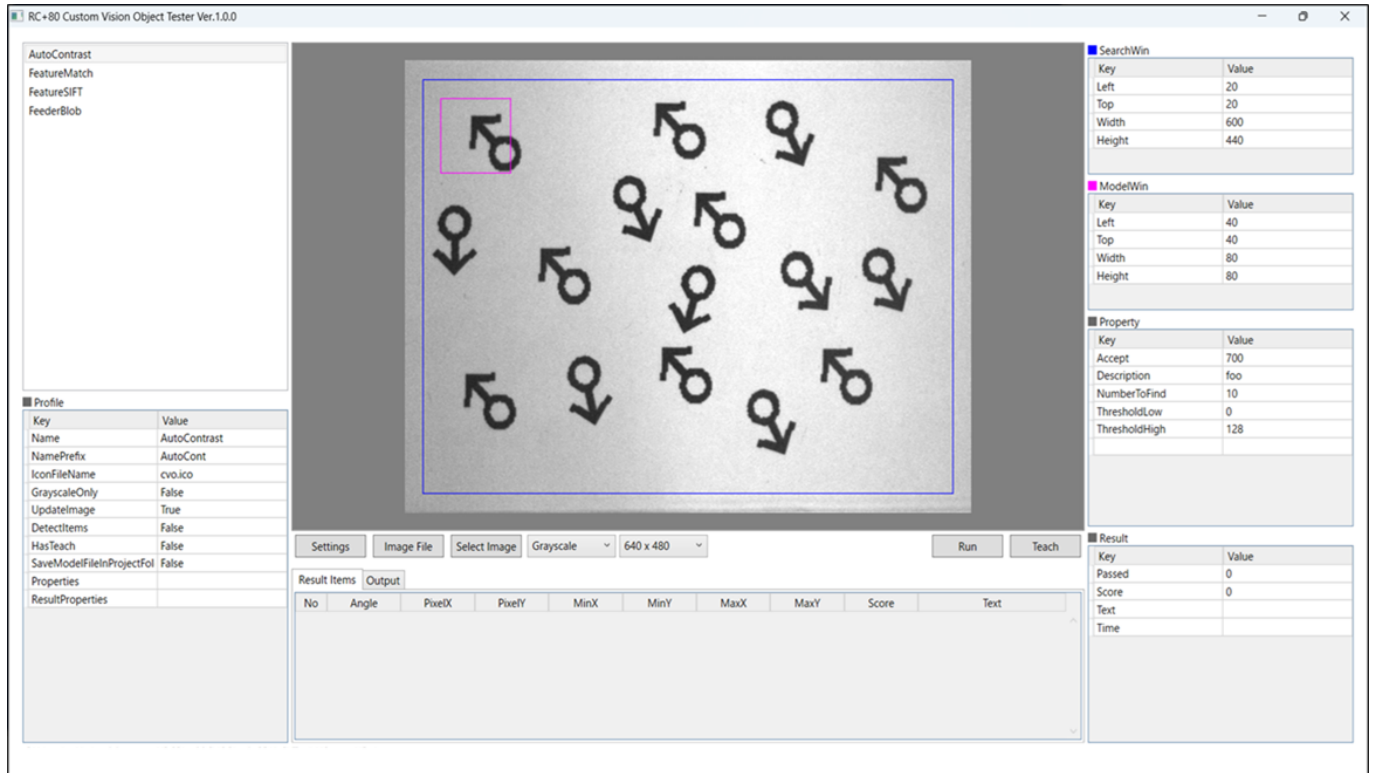 RC+80 Custom Vision Object Tester Ver.1.0.0
AutoContrast
FeatureMatch
FeatureSIFT
FeederBlob
Profile
Key Value
Name AutoContrast
NamePrefix AutoCont
IconFileName cvo.ico
GrayscaleOnly False
UpdateImage True
DetectItems False
HasTeach False
SaveModelFileInProjectFol False
Properties
ResultProperties
Settings Image File Select Image Grayscale 640 x 480 Run Teach
Result Items Output
No Angle PixelX PixelY MinX MinY MaxX MaxY Score Text
SearchWin
Key Value
Left 20
Top 20
Width 600
Height 440
ModelWin
Key Value
Left 40
Top 40
Width 80
Height 80
Property
Key Value
Accept 700
Description foo
NumberToFind 10
ThresholdLow 0
ThresholdHigh 128
Result
Key Value
Passed 0
Score 0
Text
Time